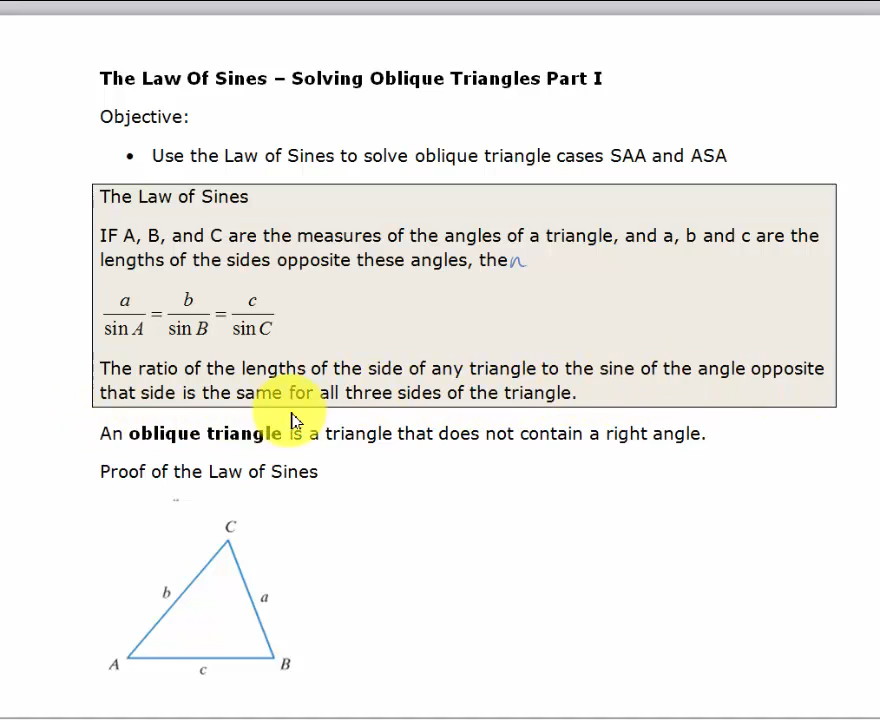 The Law Of Sines – Solving Oblique Triangles Part I
Objective:
• Use the Law of Sines to solve oblique triangle cases SAA and ASA
The Law of Sines
IF A, B, and C are the measures of the angles of a triangle, and a, b and c are the
lengths of the sides opposite these angles, then
a/sin A = b/sin B = c/sin C
The ratio of the lengths of the side of any triangle to the sine of the angle opposite
that side is the same for all three sides of the triangle.
An oblique triangle is a triangle that does not contain a right angle.
Proof of the Law of Sines
C
b a
A B
c